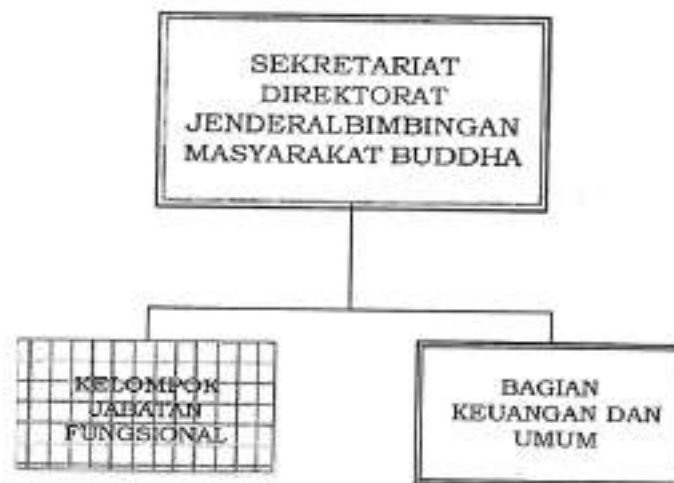 SEKRETARIAT
DIREKTORAT
JENDERALBIMBINGAN
MASYARAKAT BUDDHA
KELOMPOK
JABATAN
FUNGSIONAL
BAGIAN
KEUANGAN DAN
UMUM